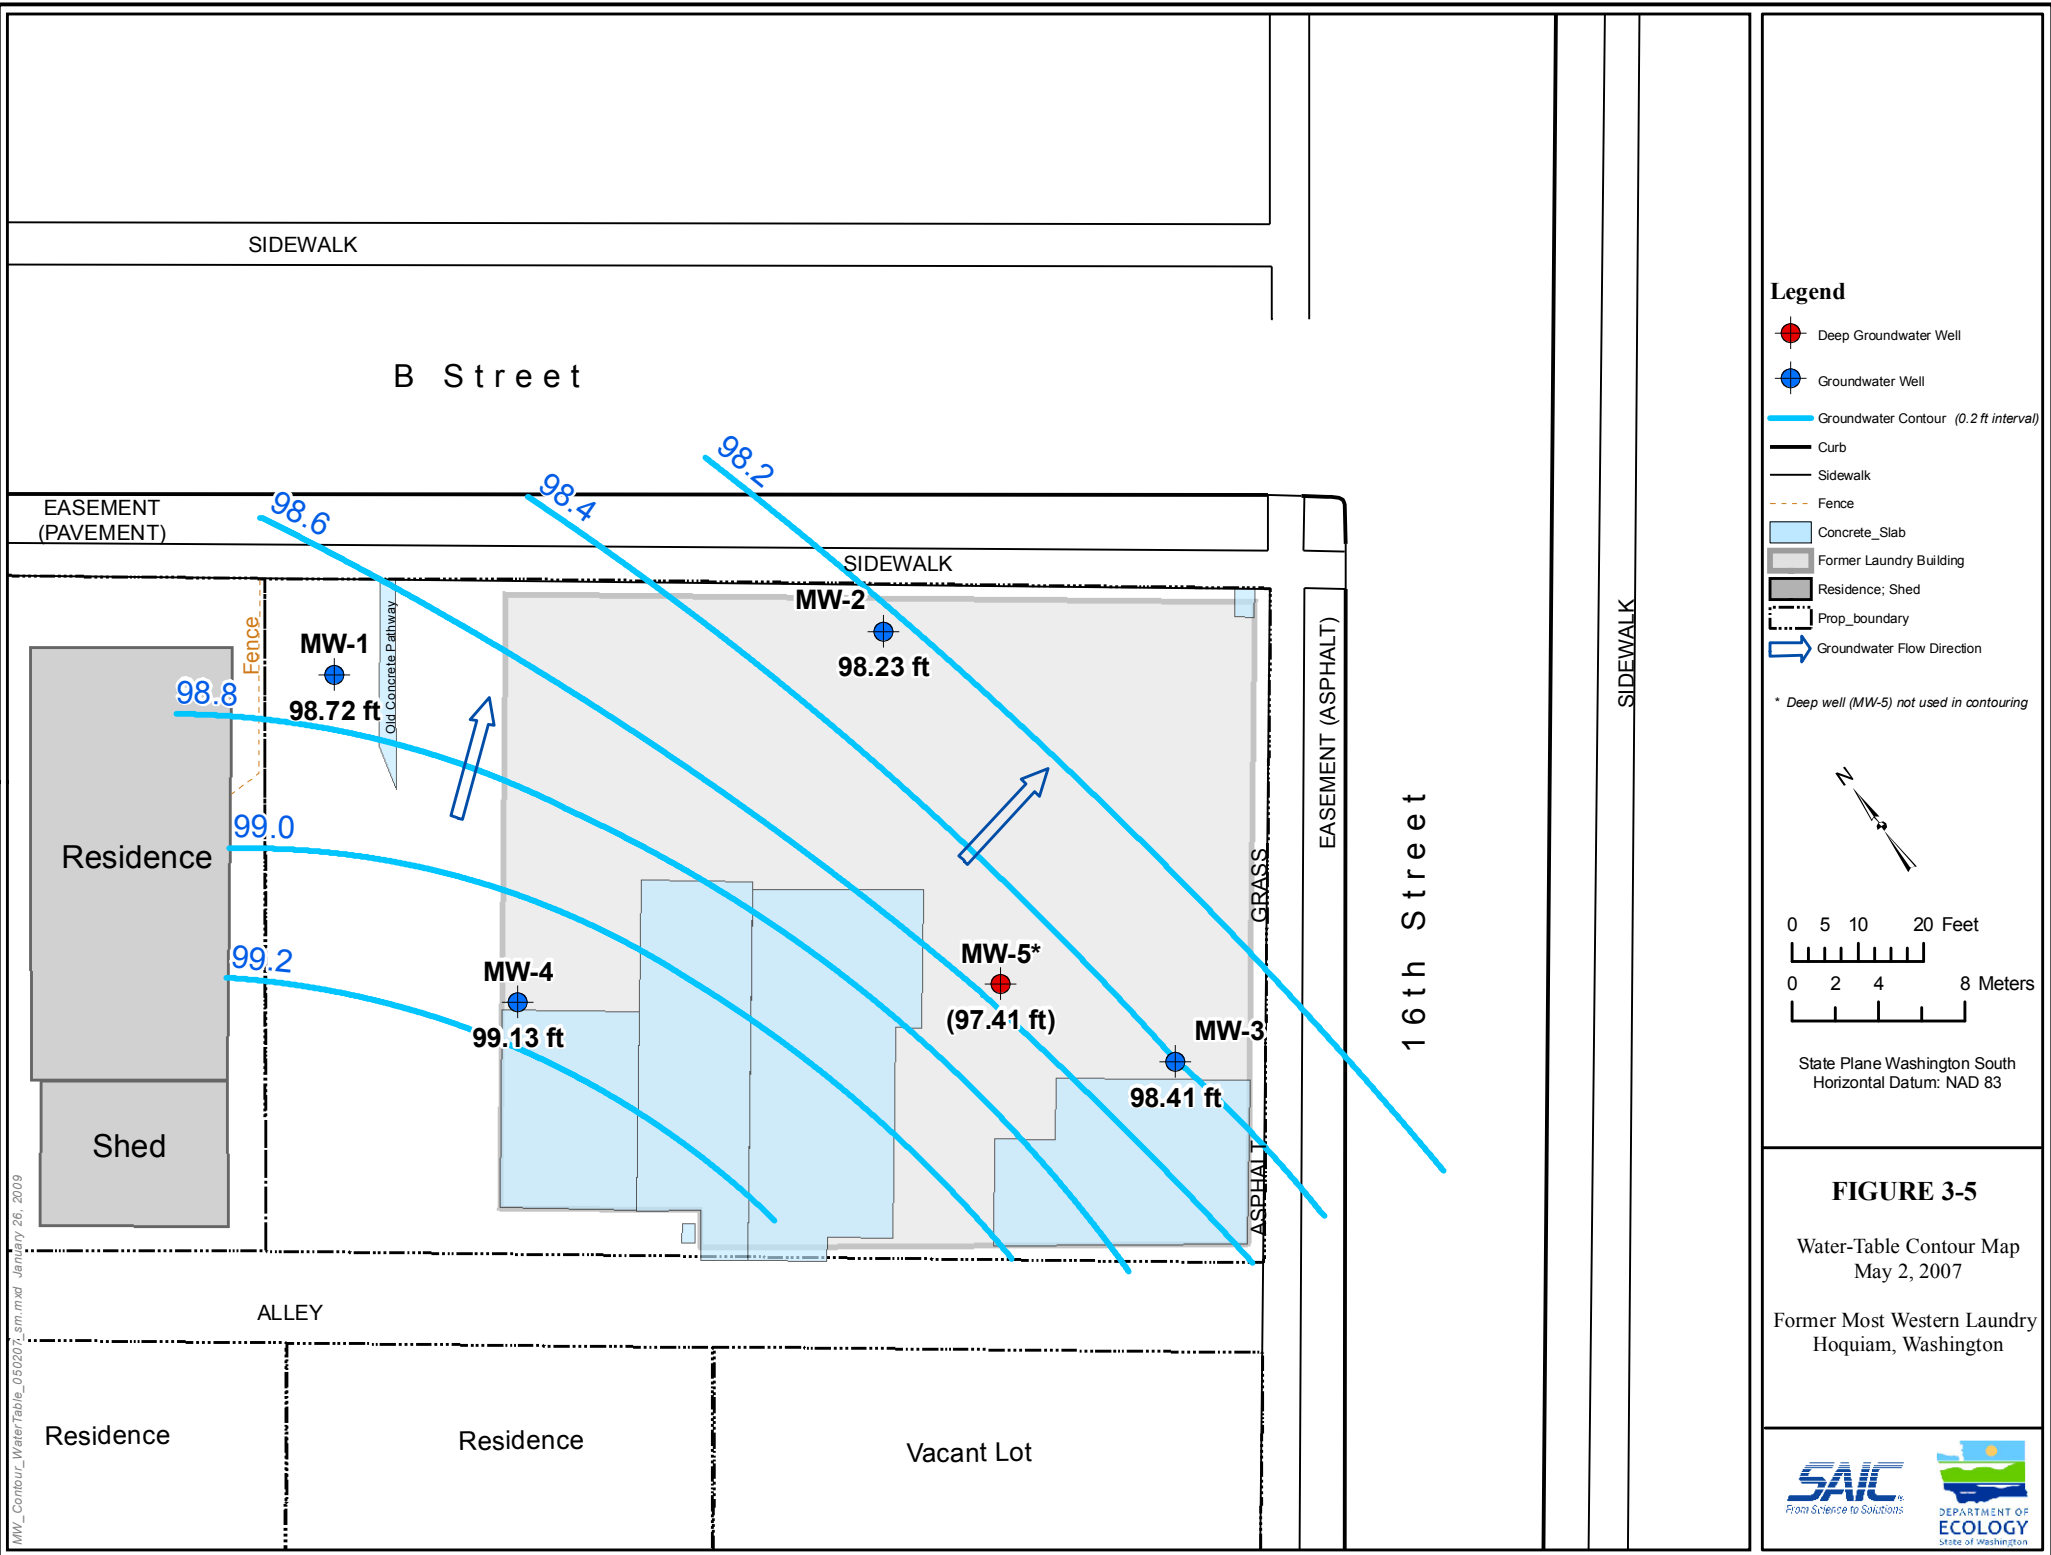 SIDEWALK
B Street
98.2
98.4
98.6
EASEMENT
(PAVEMENT)
SIDEWALK
MW-2
98.23 ft
Fence
MW-1
98.72 ft
Old Concrete Pathway
98.8
99.0
99.2
Residence
Shed
MW-4
99.13 ft
MW-5*
(97.41 ft)
MW-3
98.41 ft
GRASS
ASPHALT
EASEMENT (ASPHALT)
16th Street
SIDEWALK
ALLEY
Residence
Residence
Vacant Lot
MW_Contour_WaterTable_050207_sm.mxd January 26, 2009
Legend
Deep Groundwater Well
Groundwater Well
Groundwater Contour (0.2 ft interval)
Curb
Sidewalk
Fence
Concrete_Slab
Former Laundry Building
Residence; Shed
Prop_boundary
Groundwater Flow Direction
* Deep well (MW-5) not used in contouring
N
0 5 10 20 Feet
0 2 4 8 Meters
State Plane Washington South
Horizontal Datum: NAD 83
FIGURE 3-5
Water-Table Contour Map
May 2, 2007
Former Most Western Laundry
Hoquiam, Washington
SAIC
From Science to Solutions
DEPARTMENT OF
ECOLOGY
State of Washington